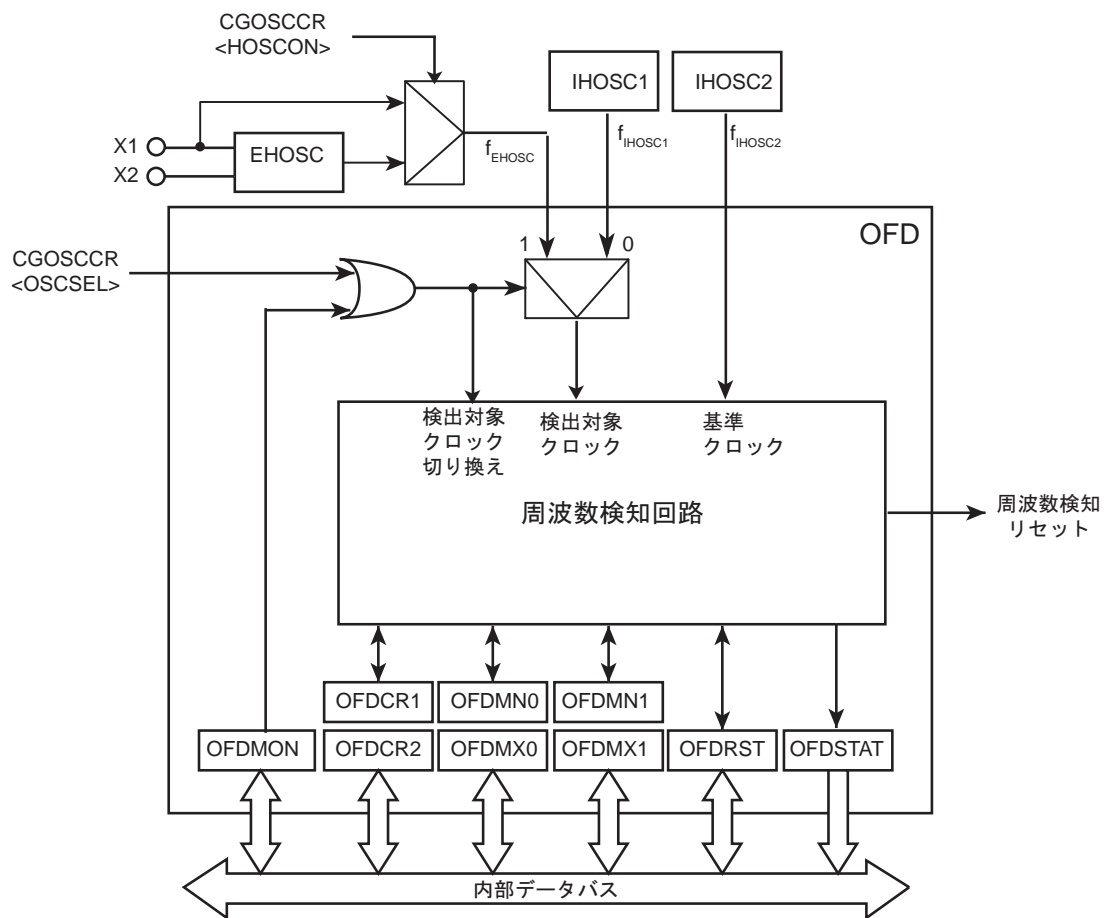 CGOSCCR
<HOSCON>
IHOSC1
IHOSC2
X1
X2
EHOSC
fEHOSC
fIHOSC1
fIHOSC2
OFD
1
0
CGOSCCR
<OSCSEL>
検出対象
クロック
切り換え
検出対象
クロック
基準
クロック
周波数検知回路
周波数検知
リセット
OFDCR1
OFDMN0
OFDMN1
OFDMON
OFDCR2
OFDMX0
OFDMX1
OFDRST
OFDSTAT
内部データバス